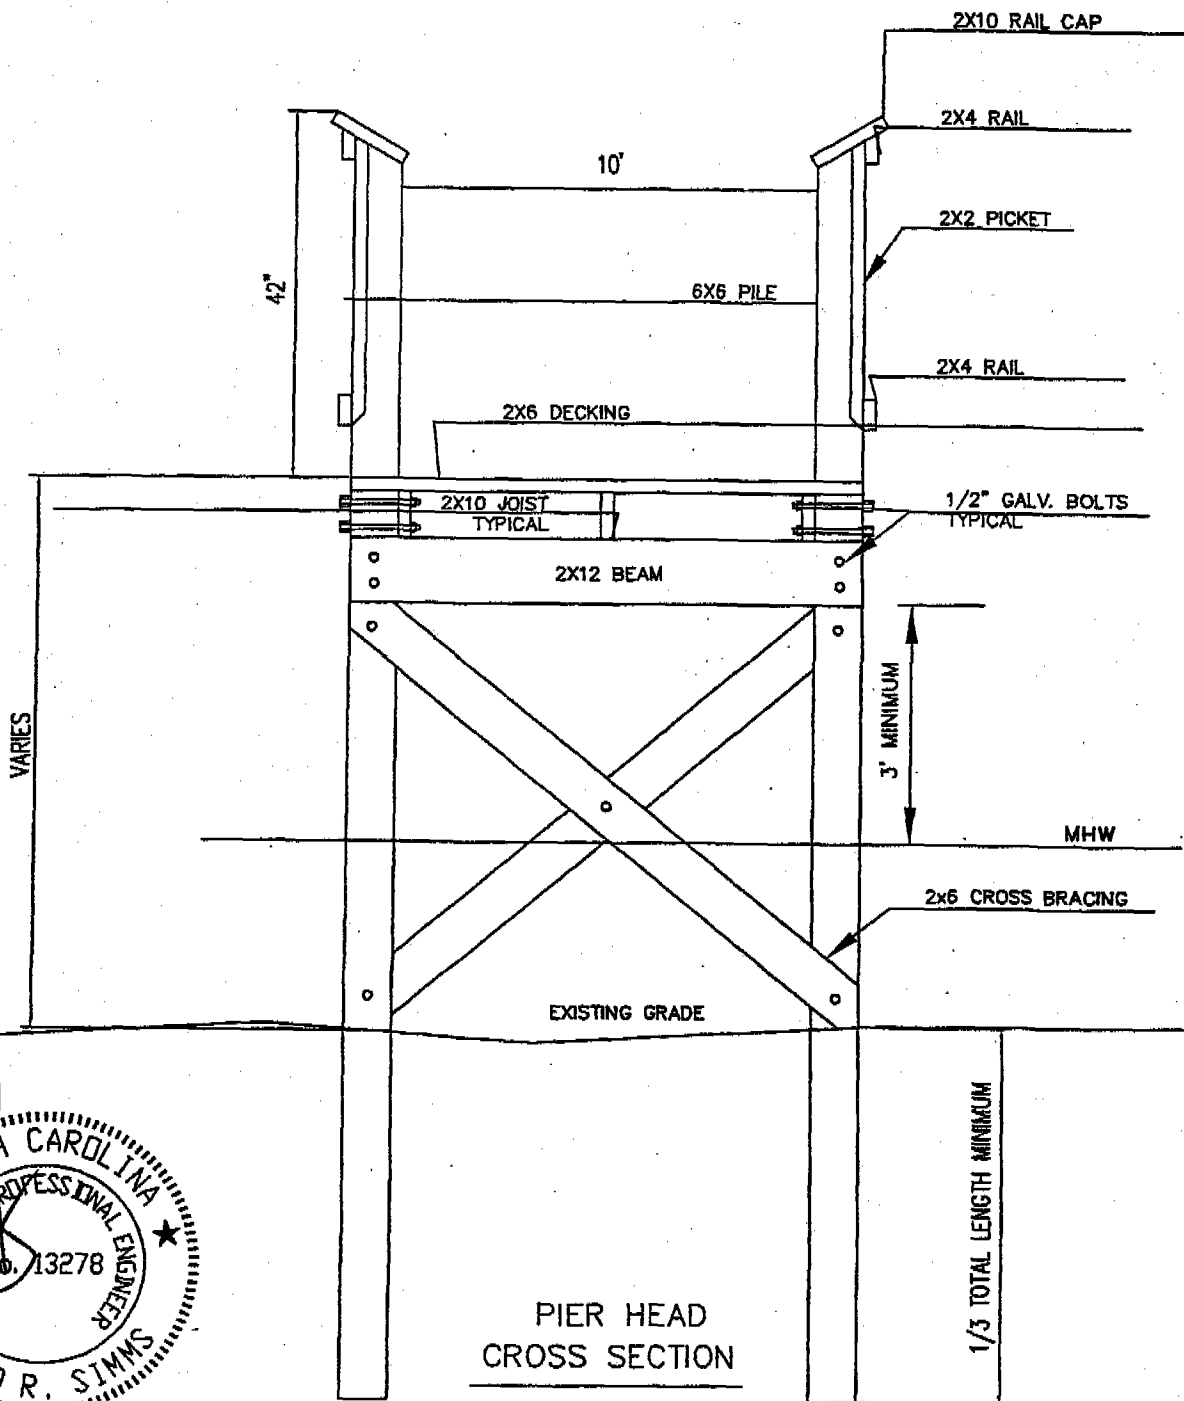 2X10 RAIL CAP
2X4 RAIL
10'
2X2 PICKET
42"
6X6 PILE
2X4 RAIL
2X6 DECKING
2X10 JOIST
TYPICAL
1/2" GALV. BOLTS
TYPICAL
2X12 BEAM
VARIES
3' MINIMUM
MHW
2x6 CROSS BRACING
EXISTING GRADE
1/3 TOTAL LENGTH MINIMUM
CAROLINA
PROFESSIONAL ENGINEER
13278
R. SIMMS
PIER HEAD
CROSS SECTION